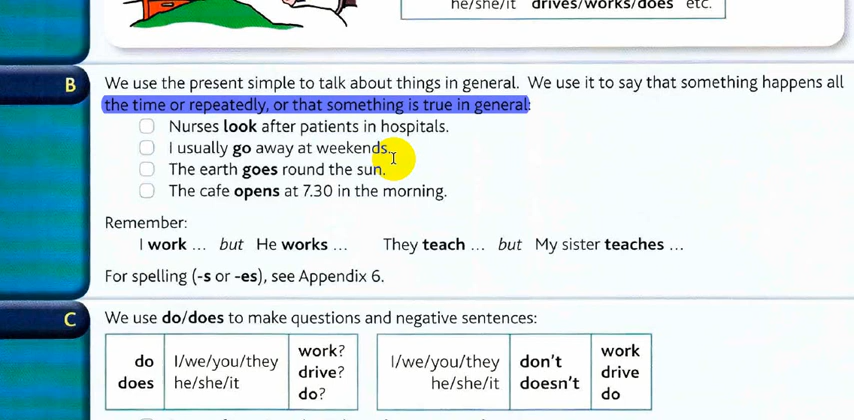 he/she/it drives/works/does etc.
B
We use the present simple to talk about things in general. We use it to say that something happens all
the time or repeatedly, or that something is true in general:
Nurses look after patients in hospitals.
I usually go away at weekends.
The earth goes round the sun.
The cafe opens at 7.30 in the morning.
Remember:
I work ... but He works ... They teach ... but My sister teaches ...
For spelling (-s or -es), see Appendix 6.
C
We use do/does to make questions and negative sentences:
do
does
I/we/you/they
he/she/it
work?
drive?
do?
I/we/you/they
he/she/it
don't
doesn't
work
drive
do